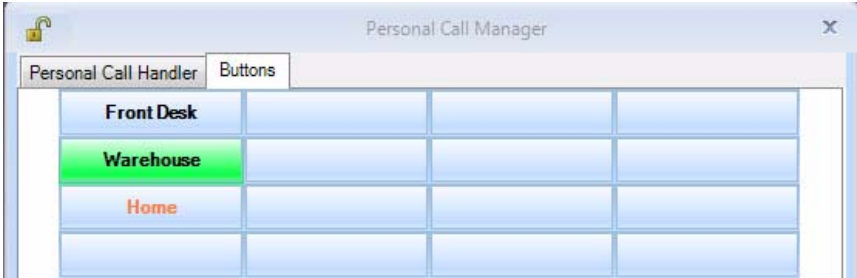 Personal Call Manager
Personal Call Handler Buttons
Front Desk
Warehouse
Home